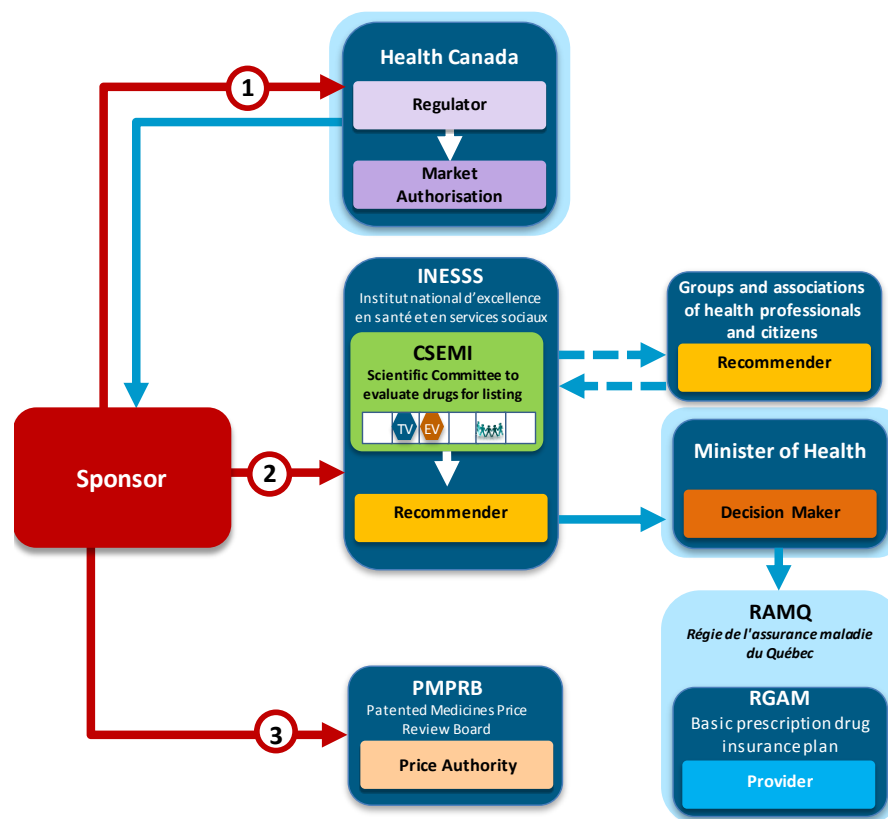 1
Health Canada
Regulator
Market
Authorisation
INESSS
Institut national d'excellence
en santé et en services sociaux
CSEMI
Scientific Committee to
evaluate drugs for listing
TV
EV
Recommender
Groups and associations
of health professionals
and citizens
Recommender
Sponsor
2
Minister of Health
Decision Maker
RAMQ
Régie de l'assurance maladie
du Québec
RGAM
Basic prescription drug
insurance plan
Provider
3
PMPRB
Patented Medicines Price
Review Board
Price Authority